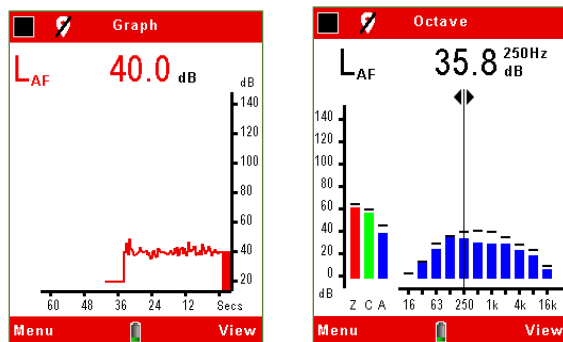 Graph
LAF 40.0 dB
dB
140
120
100
80
60
40
20
60 48 36 24 12 Secs
Menu View
Octave
LAF 35.8 250Hz dB
140
120
100
80
60
40
20
0
dB
Z C A 16 63 250 1k 4k 16k
Menu View